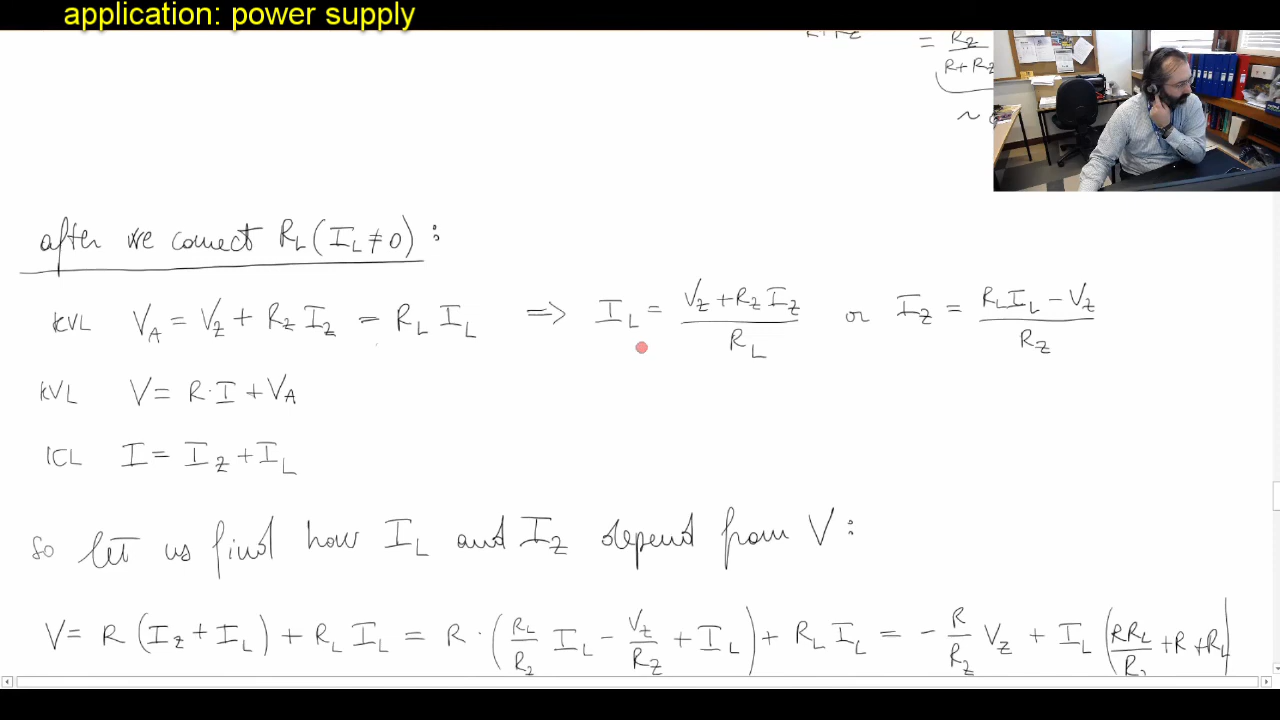 application: power supply
= R_Z / (R+R_Z
~
after we connect R_L (I_L ≠ 0) :
KVL V_A = V_Z + R_Z I_Z = R_L I_L => I_L = (V_Z + R_Z I_Z) / R_L or I_Z = (R_L I_L - V_Z) / R_Z
KVL V = R · I + V_A
KCL I = I_Z + I_L
so let us find how I_L and I_Z depend from V :
V = R (I_Z + I_L) + R_L I_L = R · (R_L/R_Z I_L - V_Z/R_Z + I_L) + R_L I_L = - R/R_Z V_Z + I_L (RR_L/R_Z + R + R_L)